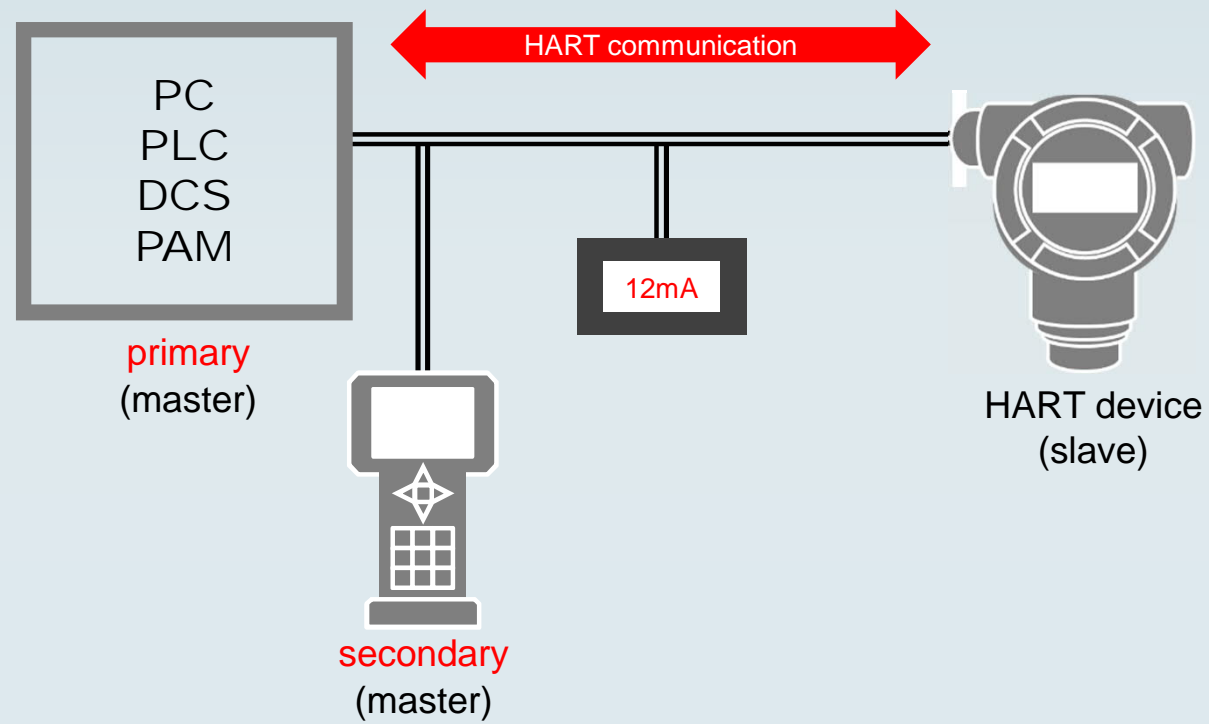 HART communication
PC
PLC
DCS
PAM
12mA
primary
(master)
HART device
(slave)
secondary
(master)